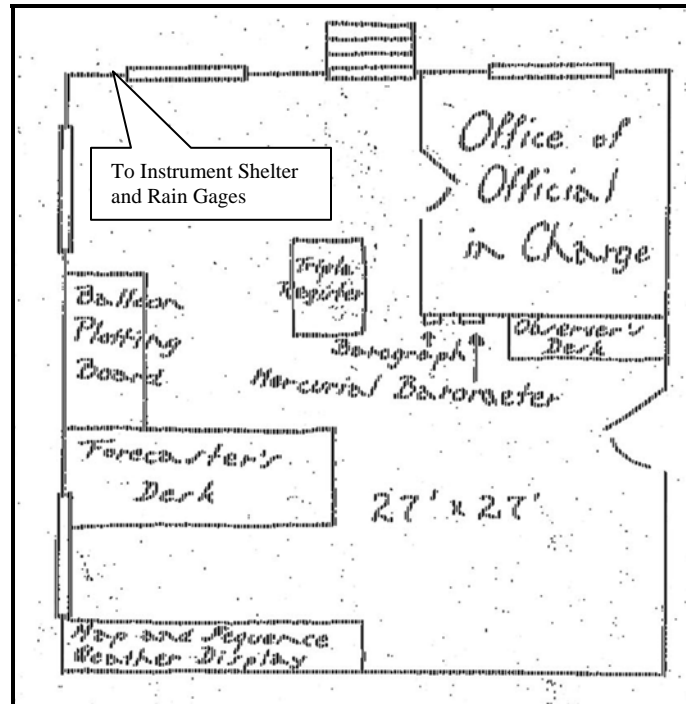 To Instrument Shelter
and Rain Gages
Office of
Official
in Charge
Triple
Register
Balloon
Plotting
Board
Observer's
Desk
Barograph
Mercurial Barometer
Forecaster's
Desk
27' x 27'
Map and Sequence
Weather Display